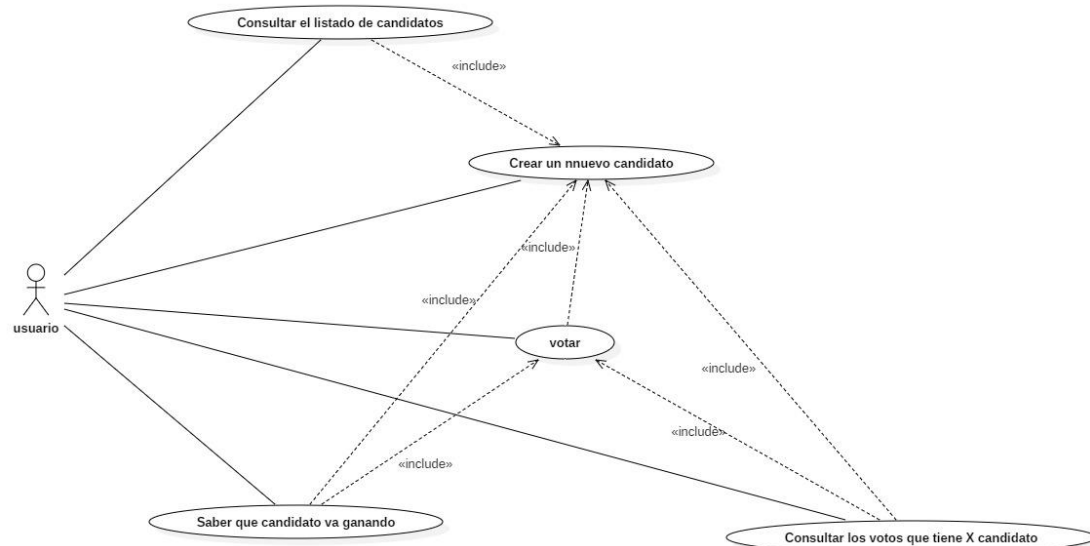 Consultar el listado de candidatos
«include»
Crear un nnuevo candidato
«include»
«include»
usuario
votar
«include»
«include»
«include»
Saber que candidato va ganando
Consultar los votos que tiene X candidato